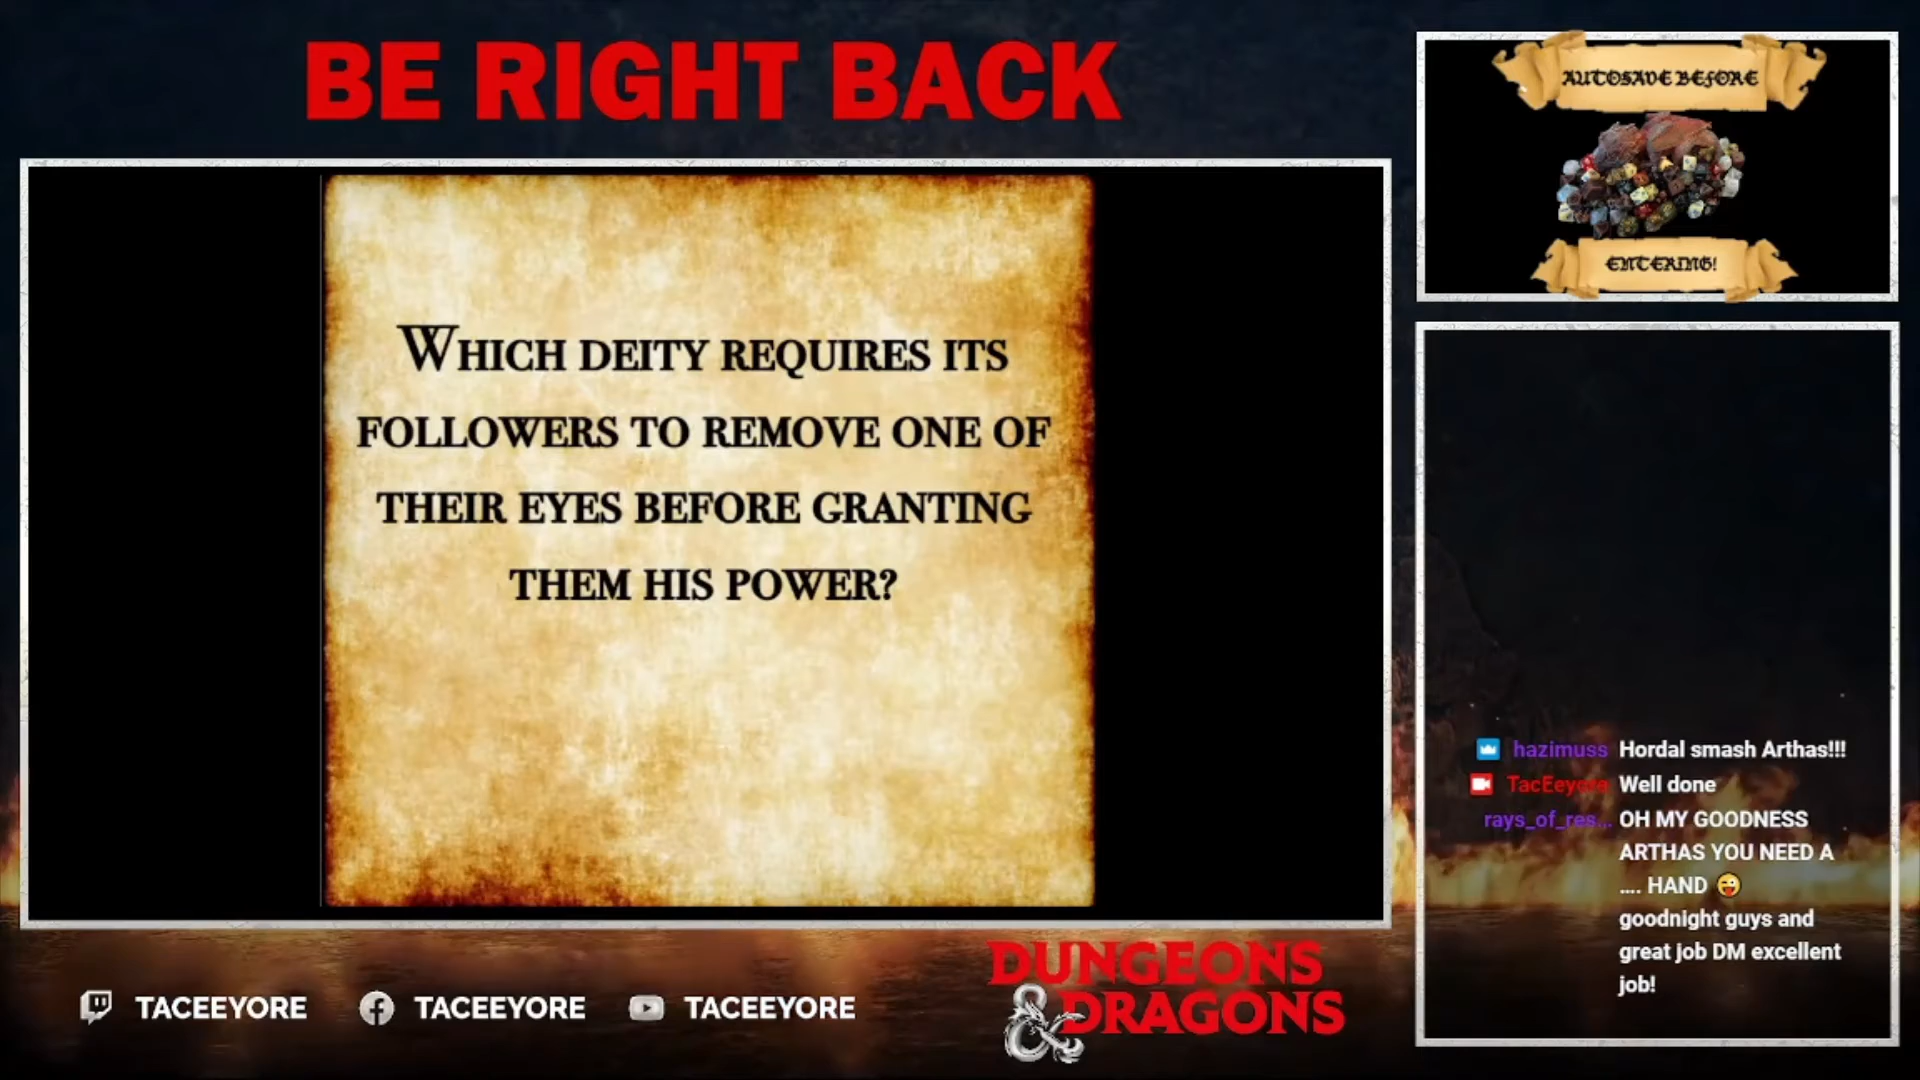 BE RIGHT BACK
AUTOSAVE BEFORE
ENTERING!
WHICH DEITY REQUIRES ITS
FOLLOWERS TO REMOVE ONE OF
THEIR EYES BEFORE GRANTING
THEM HIS POWER?
hazimuss Hordal smash Arthas!!!
TacEeyore Well done
rays_of_res... OH MY GOODNESS
ARTHAS YOU NEED A
.... HAND 😜
goodnight guys and
great job DM excellent
job!
TACEEYORE TACEEYORE TACEEYORE
DUNGEONS
& DRAGONS